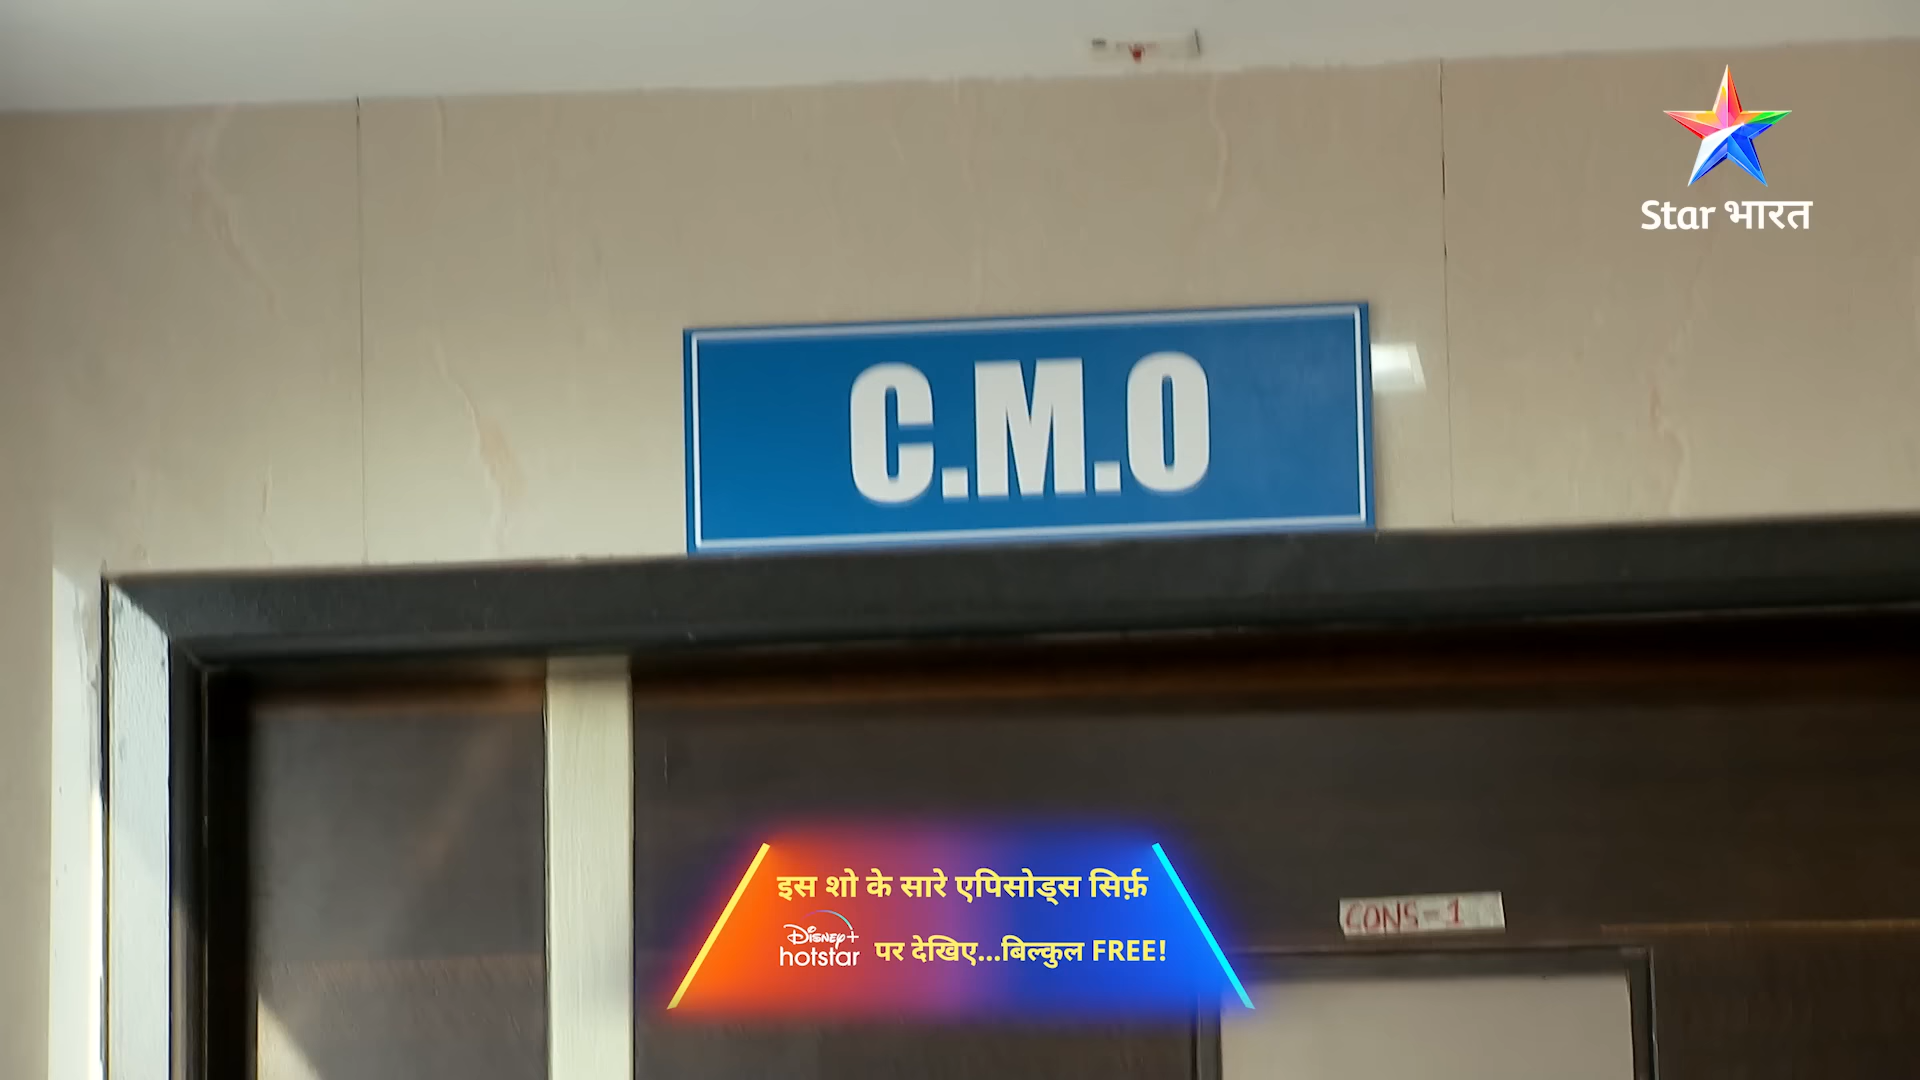 Star भारत
C.M.O
CONS-1
इस शो के सारे एपिसोड्स सिर्फ़
Disney+ hotstar पर देखिए...बिल्कुल FREE!